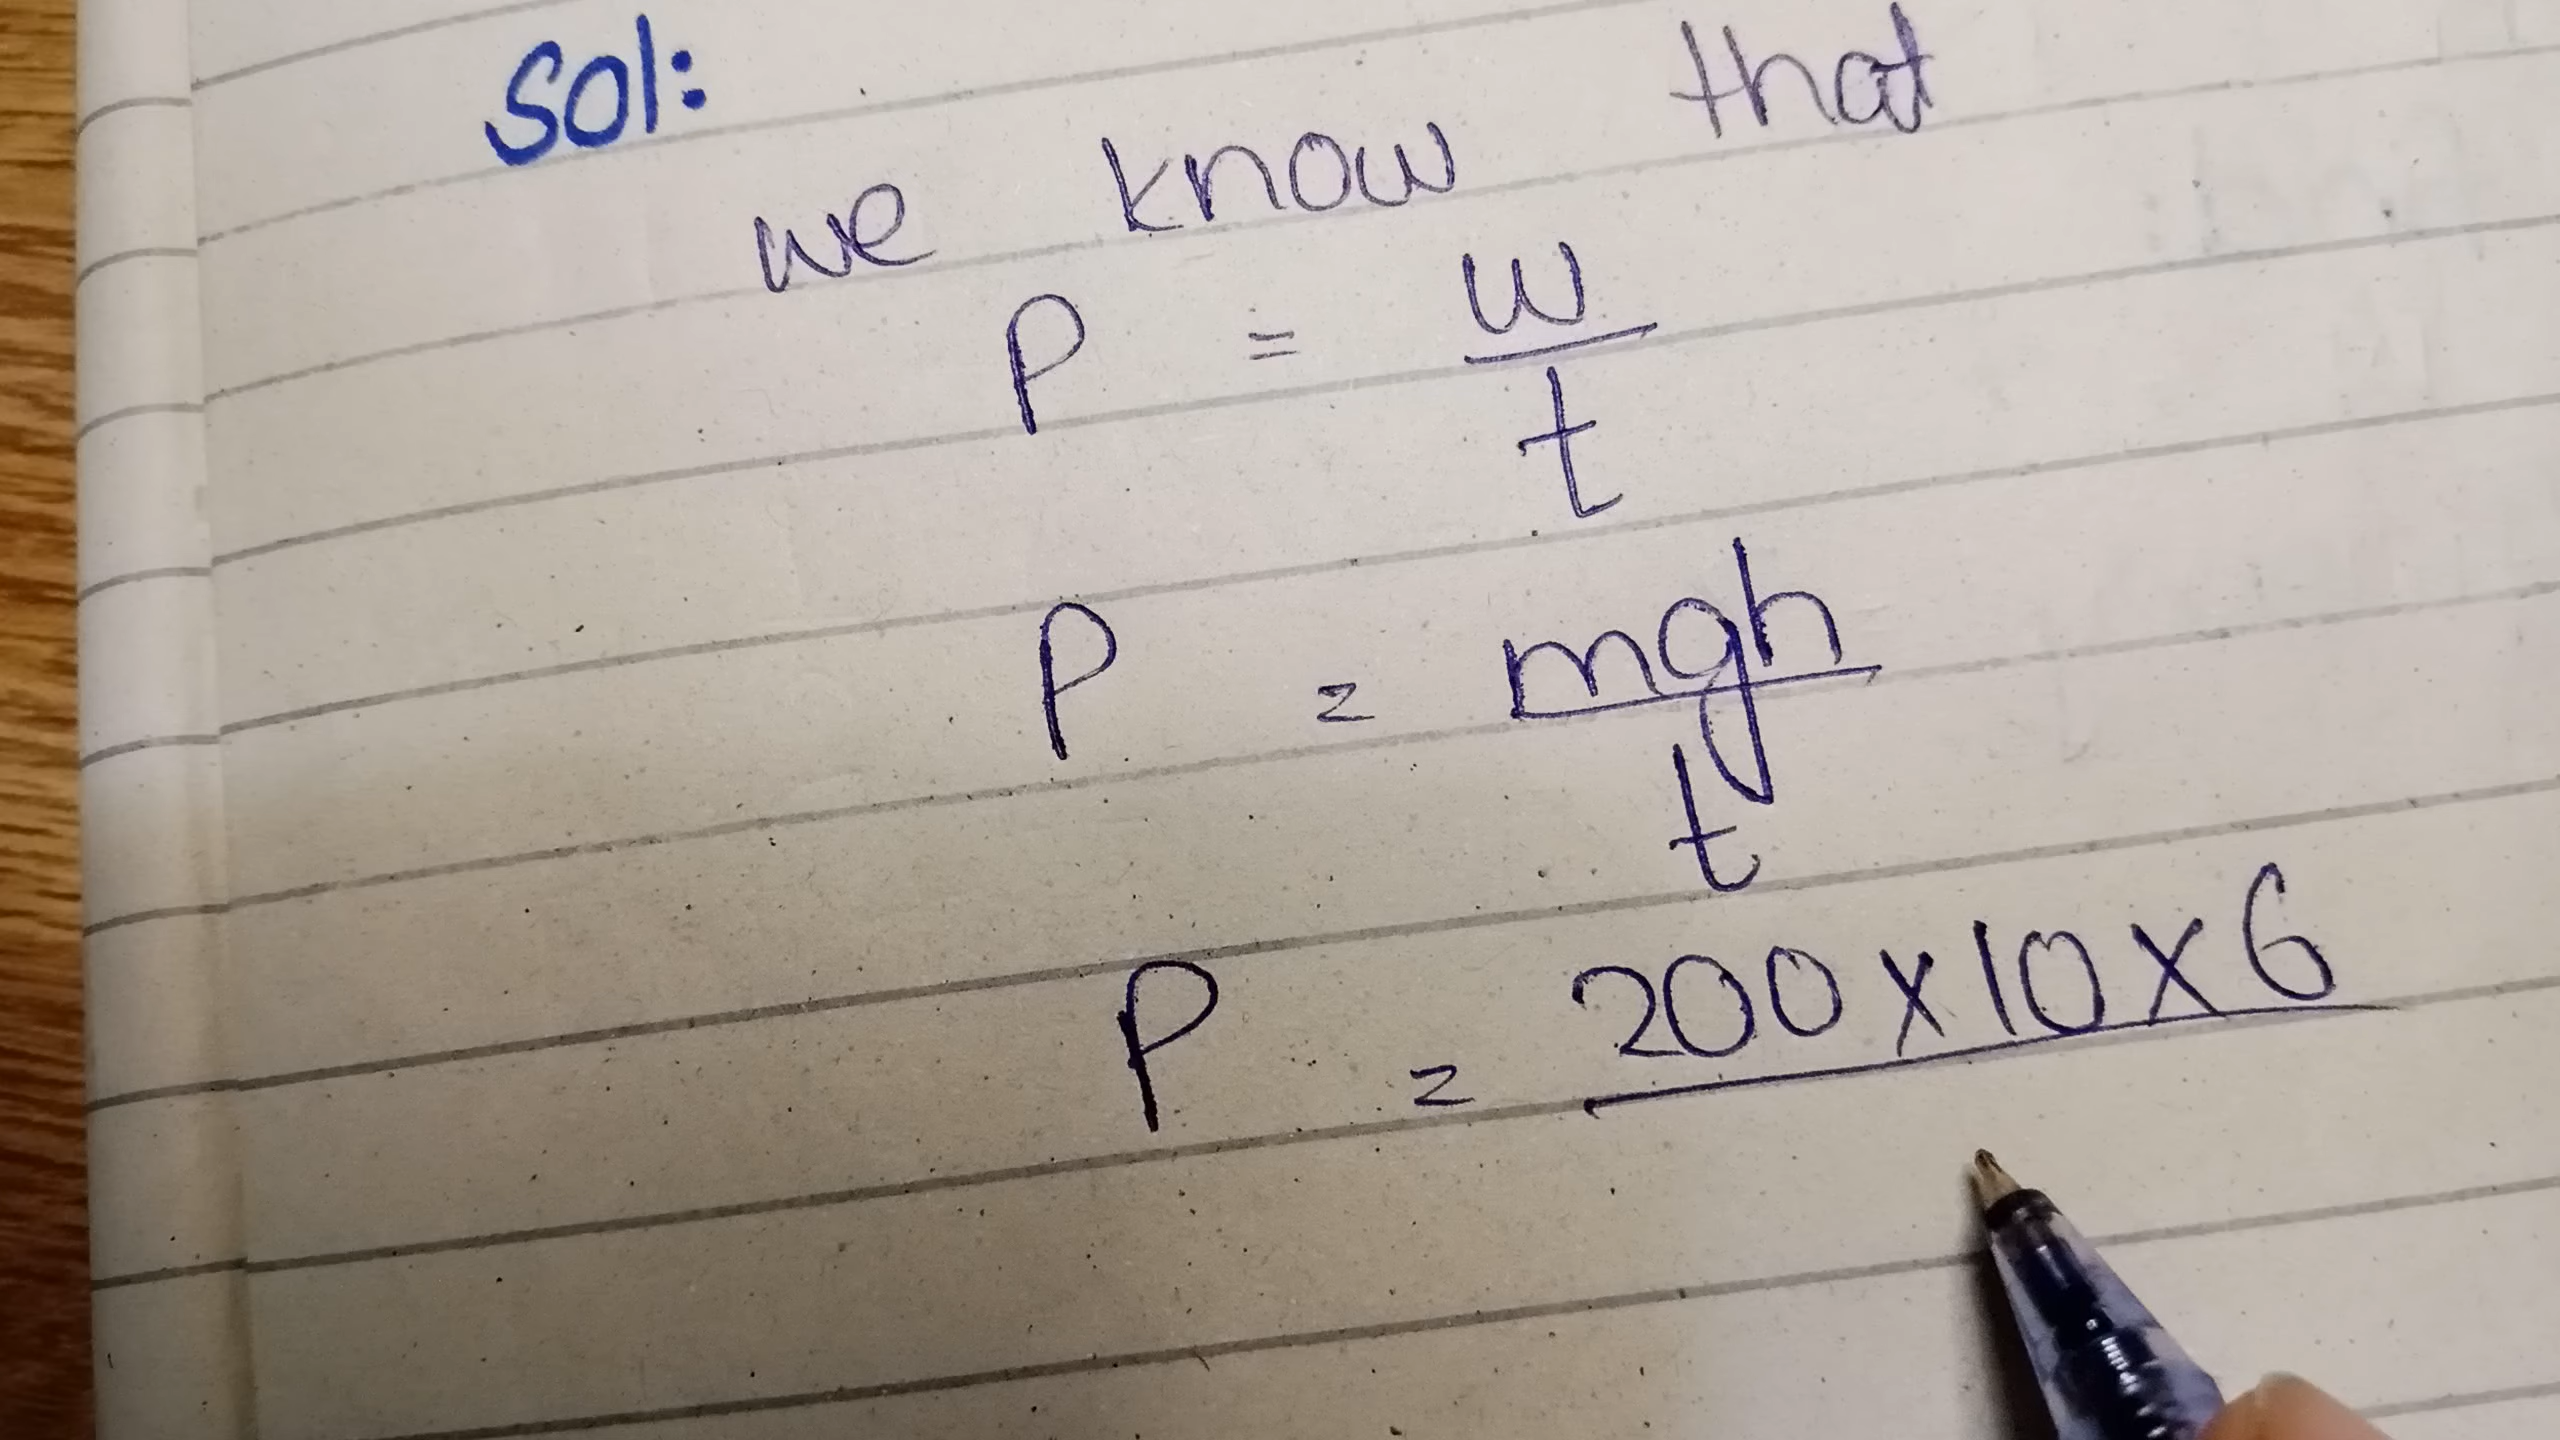 Sol:
we know that
P = w/t
P = mgh/t
P = 200 x 10 x 6